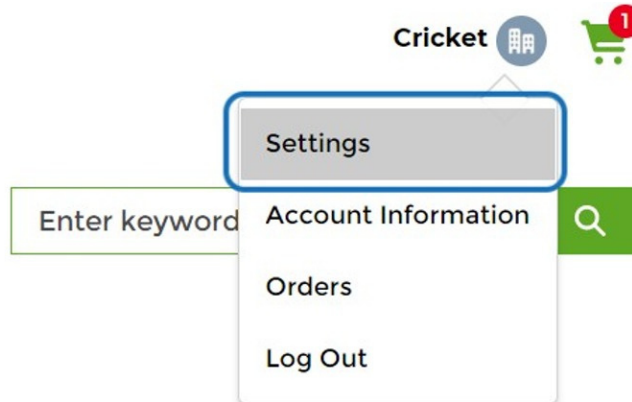 Cricket
1
Settings
Enter keyword
Account Information
Orders
Log Out